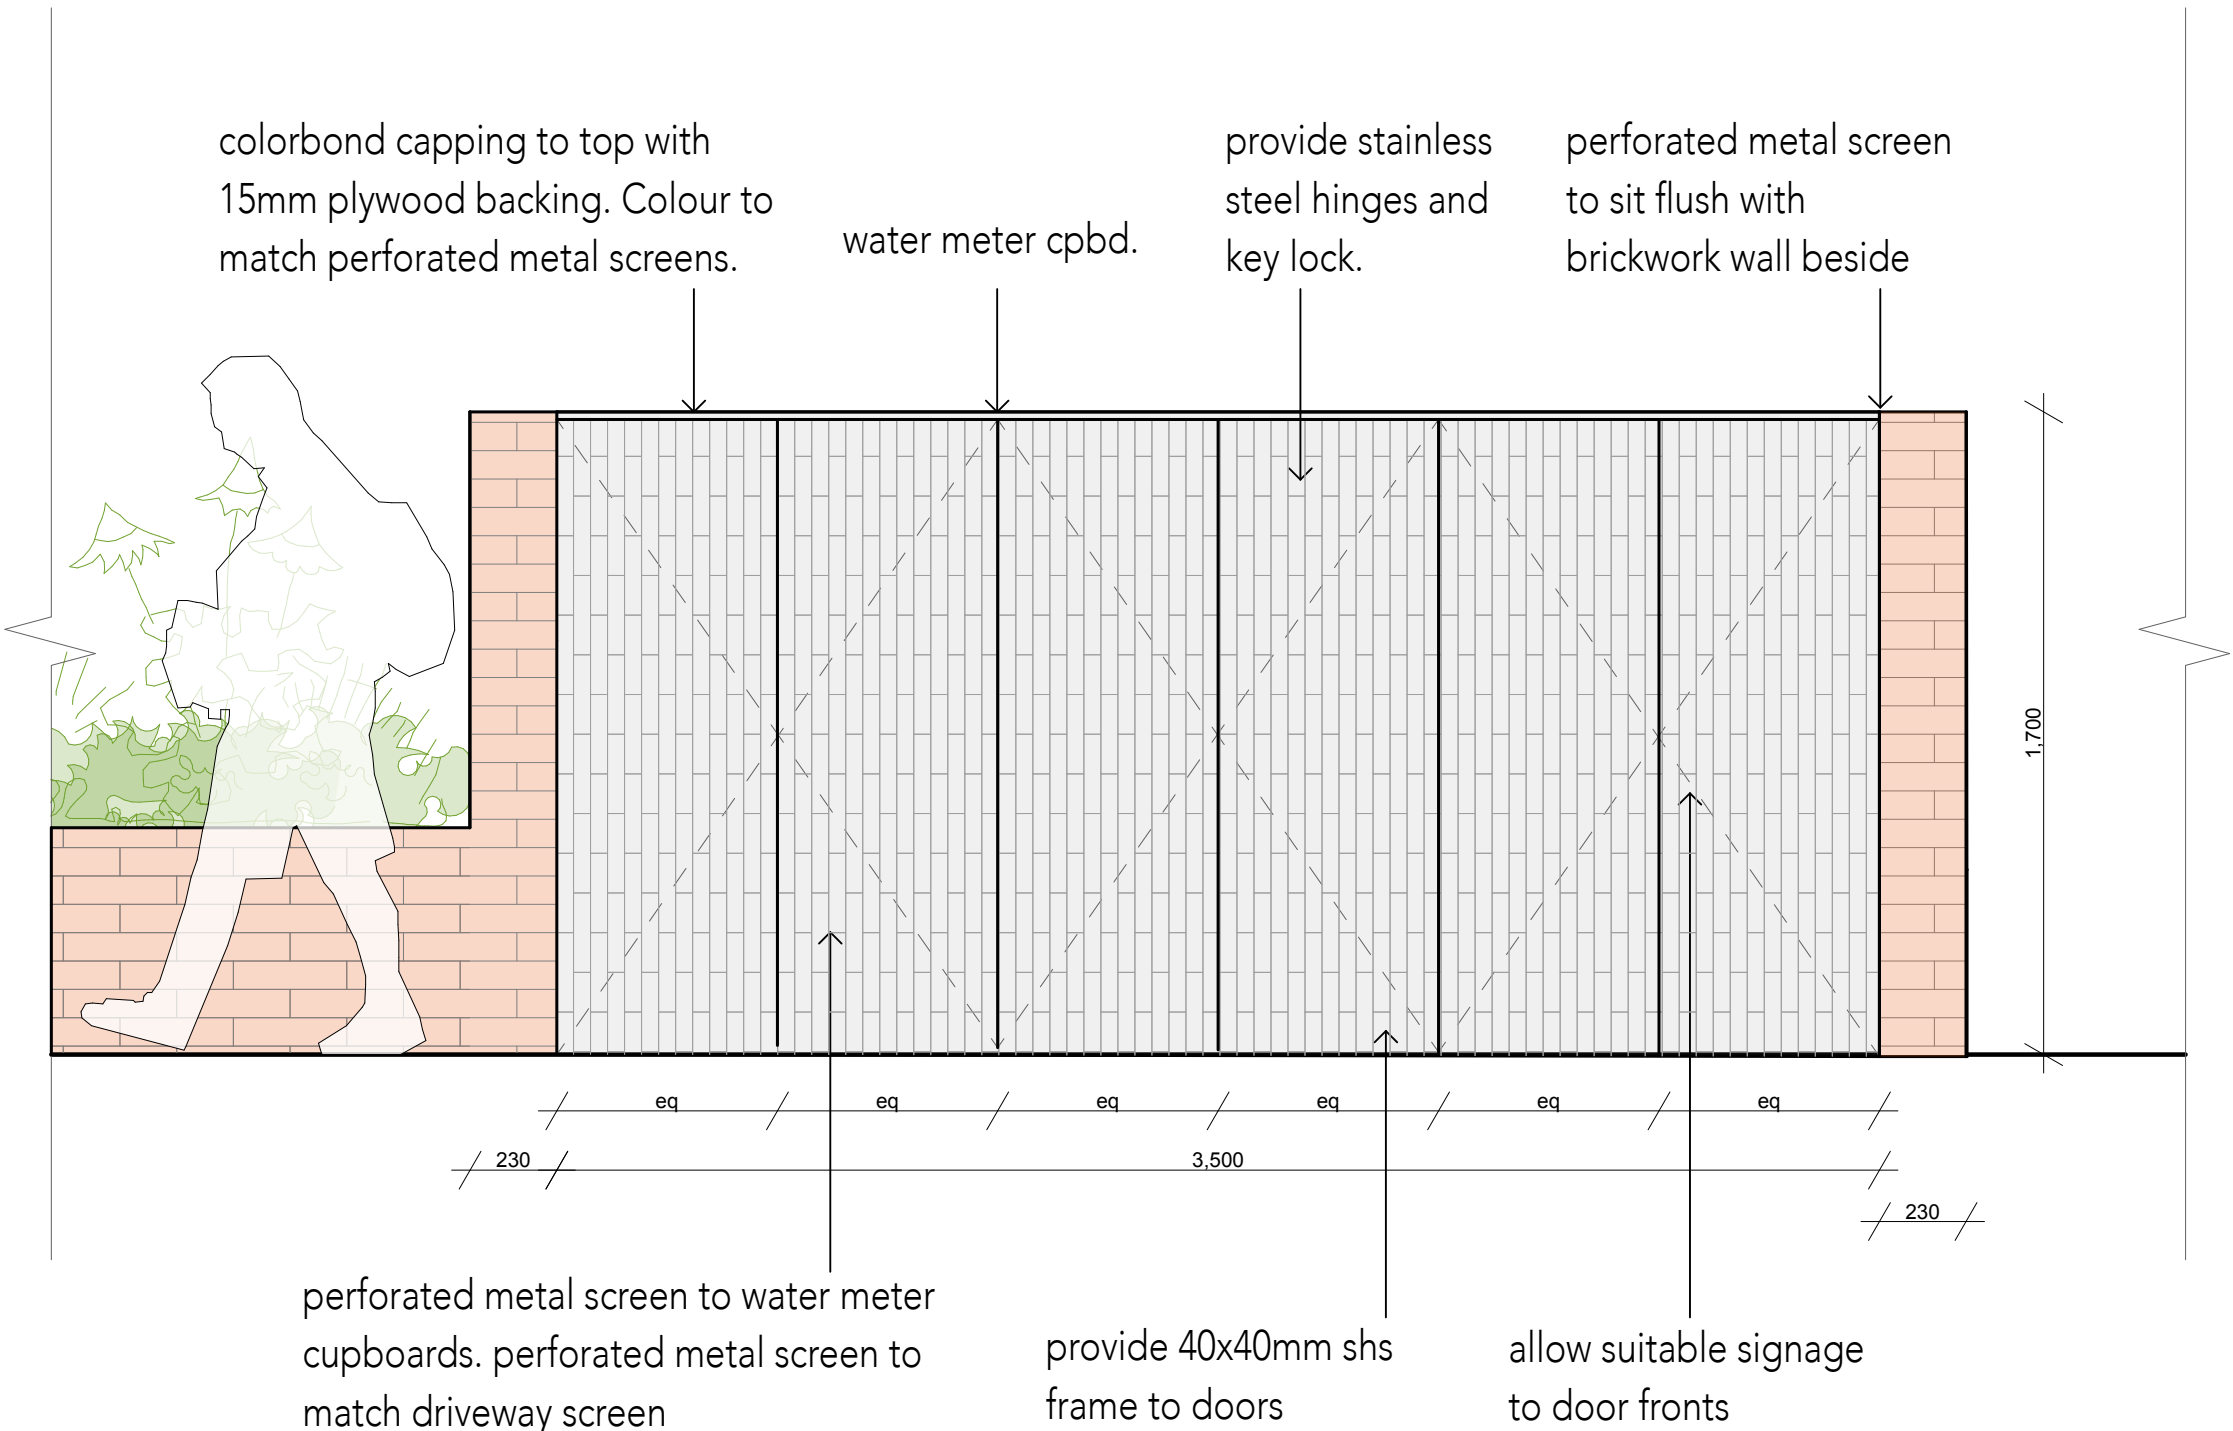 colorbond capping to top with
15mm plywood backing. Colour to
match perforated metal screens.
water meter cpbd.
provide stainless
steel hinges and
key lock.
perforated metal screen
to sit flush with
brickwork wall beside
1,700
eq eq eq eq eq eq
230 3,500
230
perforated metal screen to water meter
cupboards. perforated metal screen to
match driveway screen
provide 40x40mm shs
frame to doors
allow suitable signage
to door fronts